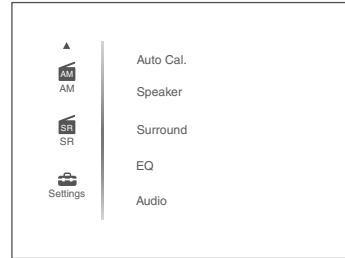 AM
AM
SR
SR
Settings
Auto Cal.
Speaker
Surround
EQ
Audio